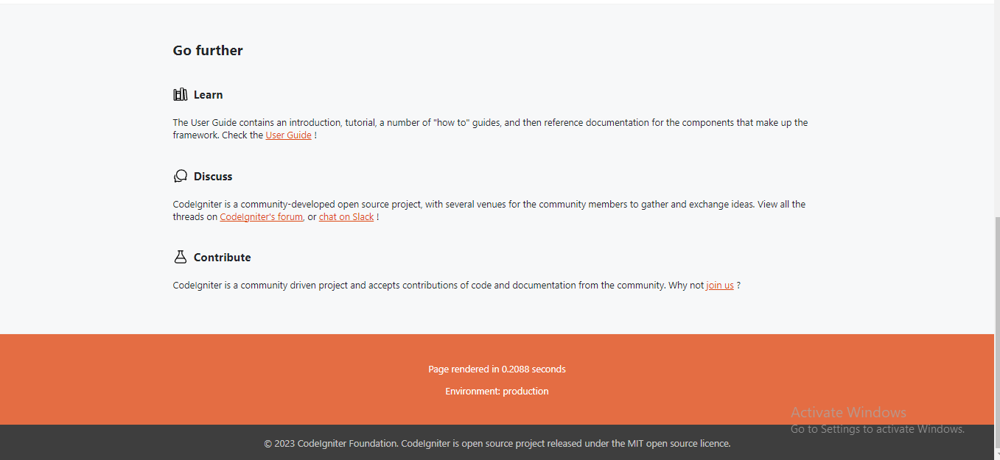 Go further
Learn
The User Guide contains an introduction, tutorial, a number of "how to" guides, and then reference documentation for the components that make up the
framework. Check the User Guide !
Discuss
CodeIgniter is a community-developed open source project, with several venues for the community members to gather and exchange ideas. View all the
threads on CodeIgniter's forum, or chat on Slack !
Contribute
CodeIgniter is a community driven project and accepts contributions of code and documentation from the community. Why not join us ?
Page rendered in 0.2088 seconds
Environment: production
Activate Windows
Go to Settings to activate Windows.
© 2023 CodeIgniter Foundation. CodeIgniter is open source project released under the MIT open source licence.